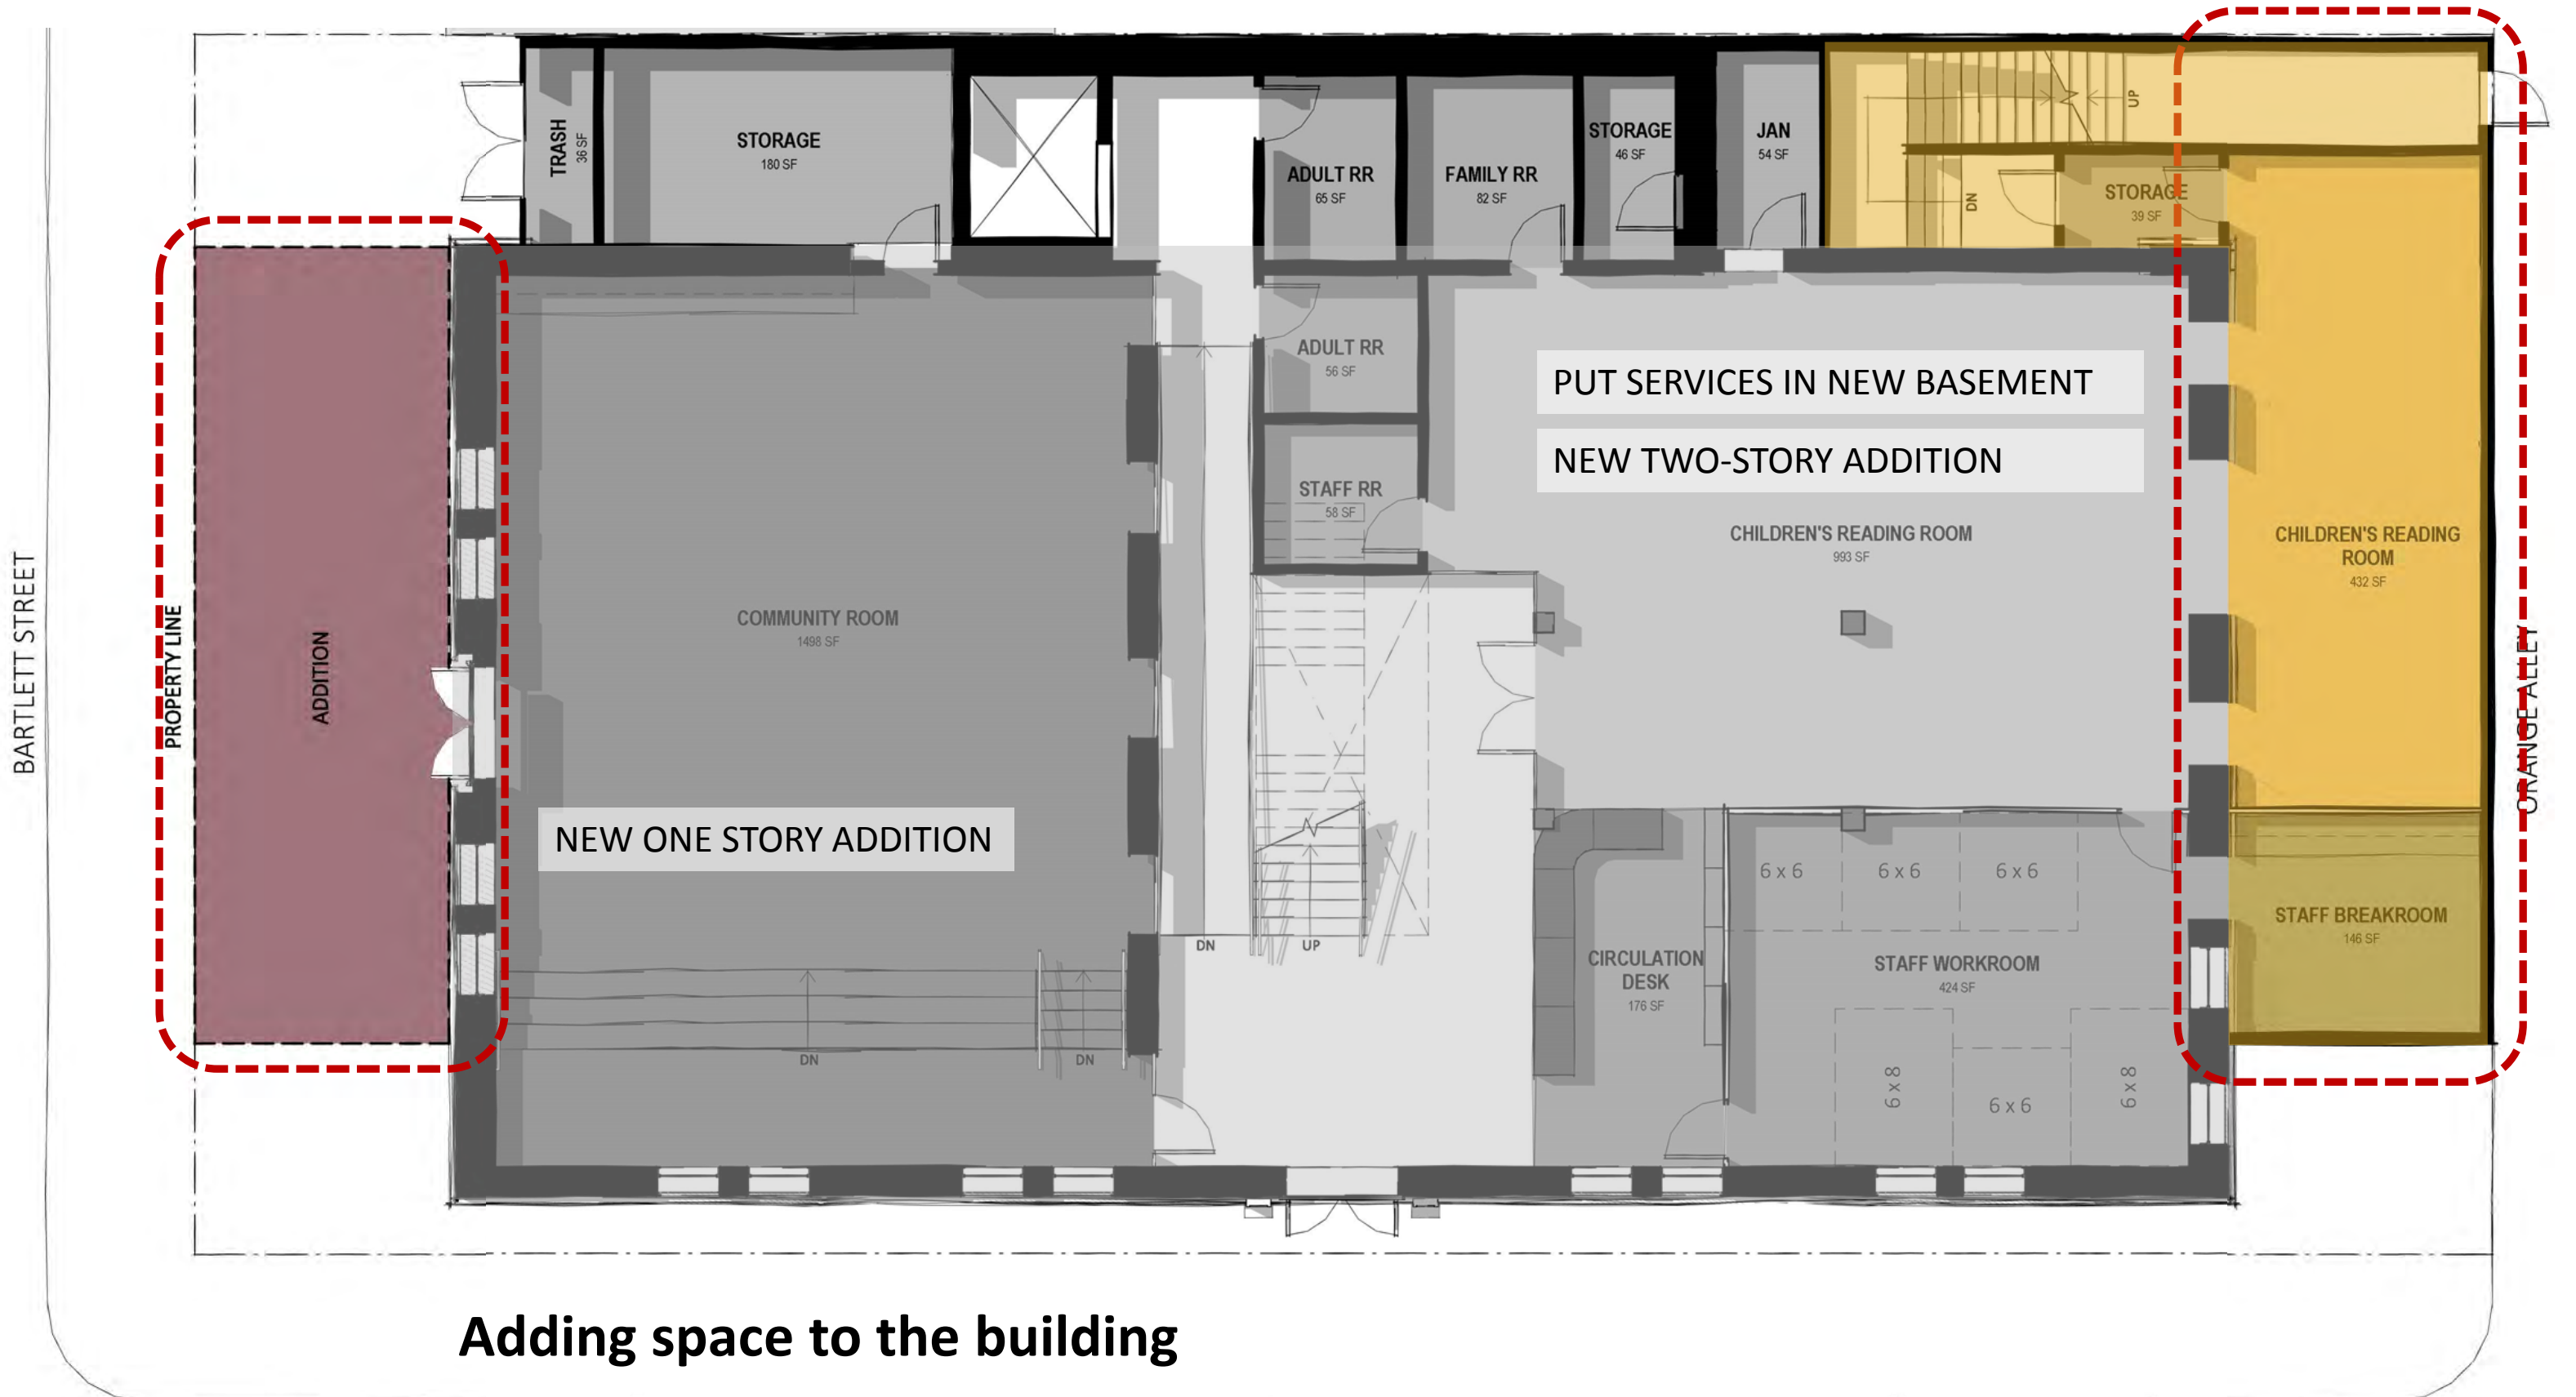 TRASH
36 SF
STORAGE
180 SF
ADULT RR
65 SF
FAMILY RR
82 SF
STORAGE
46 SF
JAN
54 SF
UP
DN
STORAGE
39 SF
ADULT RR
56 SF
STAFF RR
58 SF
PUT SERVICES IN NEW BASEMENT
NEW TWO-STORY ADDITION
CHILDREN'S READING ROOM
993 SF
CHILDREN'S READING
ROOM
432 SF
BARTLETT STREET
PROPERTY LINE
ADDITION
COMMUNITY ROOM
1498 SF
ORANGE ALLEY
NEW ONE STORY ADDITION
6 x 6
6 x 6
6 x 6
STAFF BREAKROOM
146 SF
DN
UP
CIRCULATION
DESK
176 SF
STAFF WORKROOM
424 SF
DN
DN
6 x 8
6 x 6
6 x 8
Adding space to the building